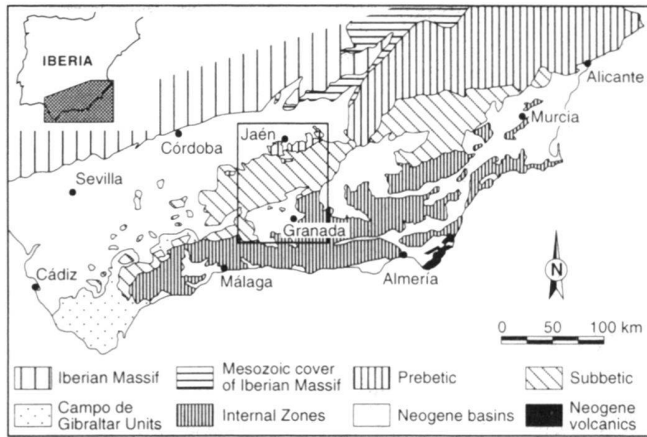 IBERIA
Alicante
Murcia
Jaén
Córdoba
Sevilla
Granada
Cádiz
Málaga
Almería
N
0 50 100 km
Iberian Massif
Mesozoic cover
of Iberian Massif
Prebetic
Subbetic
Campo de
Gibraltar Units
Internal Zones
Neogene basins
Neogene
volcanics